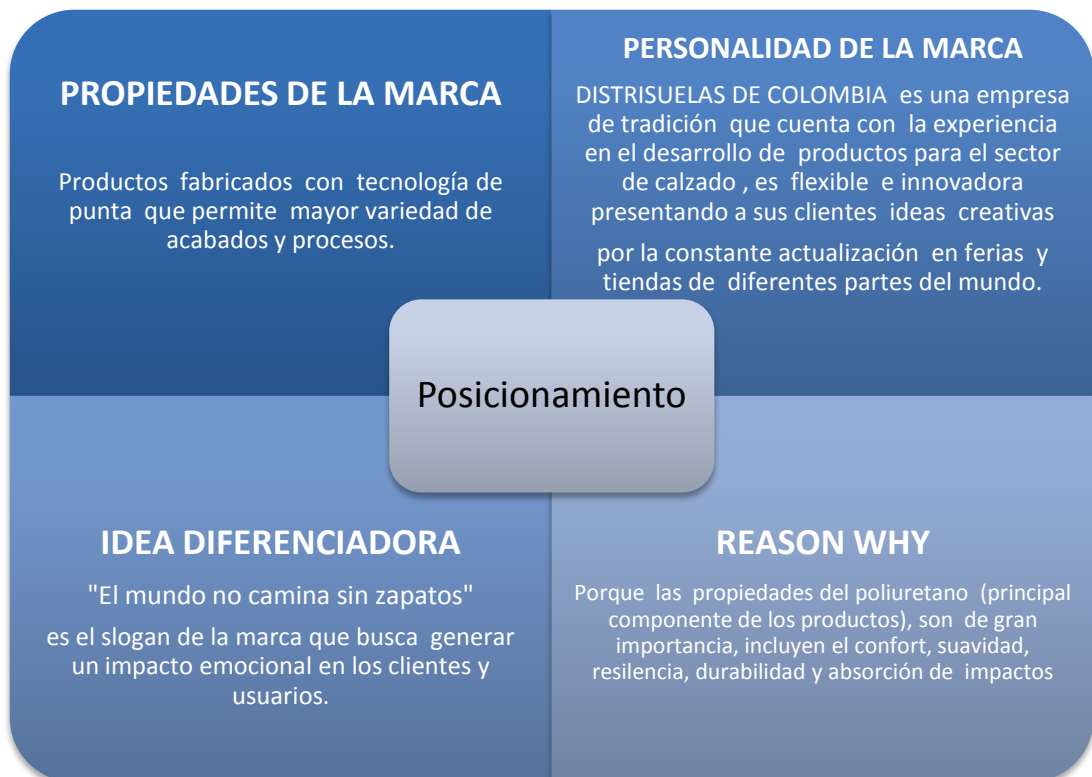 PROPIEDADES DE LA MARCA
Productos fabricados con tecnología de
punta que permite mayor variedad de
acabados y procesos.
PERSONALIDAD DE LA MARCA
DISTRISUELAS DE COLOMBIA es una empresa
de tradición que cuenta con la experiencia
en el desarrollo de productos para el sector
de calzado , es flexible e innovadora
presentando a sus clientes ideas creativas
por la constante actualización en ferias y
tiendas de diferentes partes del mundo.
Posicionamiento
IDEA DIFERENCIADORA
"El mundo no camina sin zapatos"
es el slogan de la marca que busca generar
un impacto emocional en los clientes y
usuarios.
REASON WHY
Porque las propiedades del poliuretano (principal
componente de los productos), son de gran
importancia, incluyen el confort, suavidad,
resilencia, durabilidad y absorción de impactos